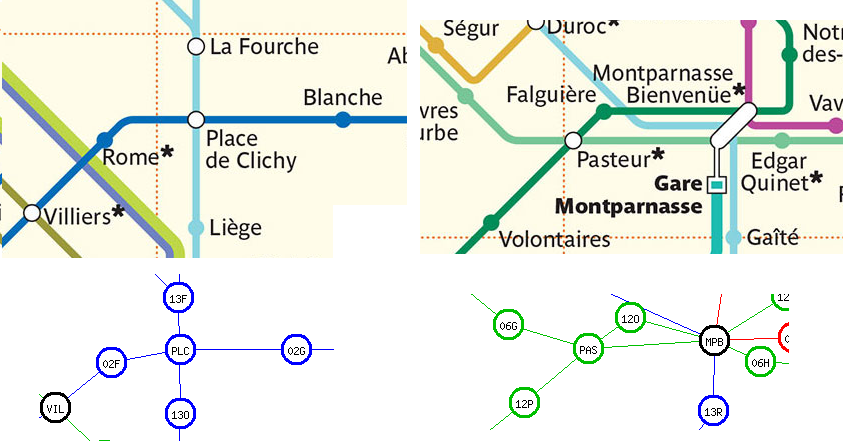 La Fourche
Ab
Blanche
Rome*
Place
de Clichy
Villiers*
Liège
i
Ségur
Duroc*
Notr
des-
Montparnasse
Bienvenüe*
Falguière
vres
urbe
Vav
Pasteur*
Edgar
Quinet*
Gare
Montparnasse
Volontaires
Gaîté
13F
PLC
02F
02G
VIL
13O
12
06G
12O
PAS
MPB
06H
12P
13R